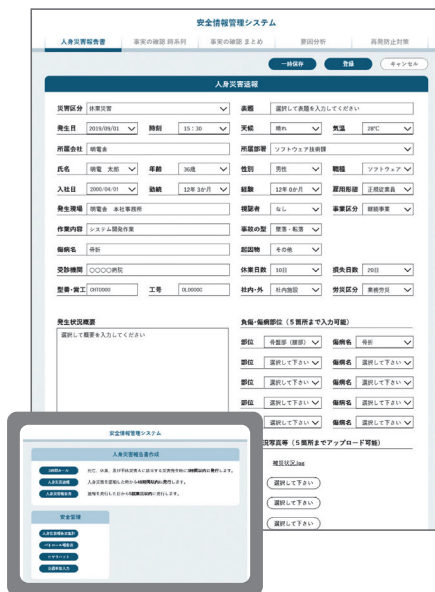 安全情報管理システム
人身災害報告書 事実の確認 時系列 事実の確認 まとめ 要因分析 再発防止対策
一時保存 登録 キャンセル
人身災害速報
災害区分 休業災害 表題 選択して表題を入力してください
発生日 2019/09/01 時刻 15:30 天候 晴れ 気温 28℃
所属会社 明電舎 所属部署 ソフトウェア技術課
氏名 明電 太郎 年齢 36歳 性別 男性 職種 ソフトウェア
入社日 2000/04/01 勤続 12年 3か月 経験 12年 0か月 雇用形態 正規従業員
発生現場 明電舎 本社事務所 視認者 なし 事業区分 継続事業
作業内容 システム開発作業 事故の型 墜落・転落
傷病名 骨折 起因物 その他
受診機関 〇〇〇〇病院 休業日数 10日 損失日数 20日
工号 社内・外 社内施設 労災区分 業務労災
発生状況概要 負傷・傷病部位（5箇所まで入力可能）
選択して概要を入力してください
部位 骨盤部（腰部） 傷病名 骨折
部位 選択して下さい 傷病名 選択して下さい
部位 選択して下さい 傷病名 選択して下さい
部位 選択して下さい 傷病名 選択して下さい
選択して下さい 傷病名 選択して下さい
況写真等（5箇所までアップロード可能）
被災状況.jpg
選択して下さい
選択して下さい
選択して下さい
安全情報管理システム
人身災害報告書作成
人身災害速報
人身災害報告書
安全管理